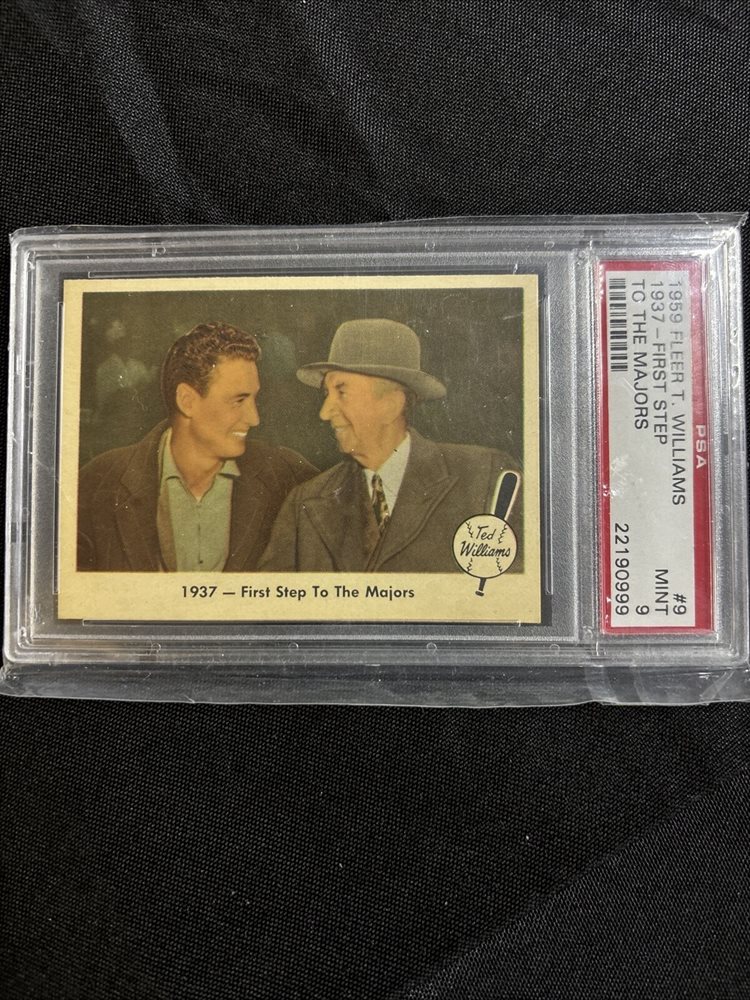 1937 — First Step To The Majors
Ted
Williams
PSA
1959 FLEER T. WILLIAMS #9
1937 - FIRST STEP MINT
TO THE MAJORS 9
22190999